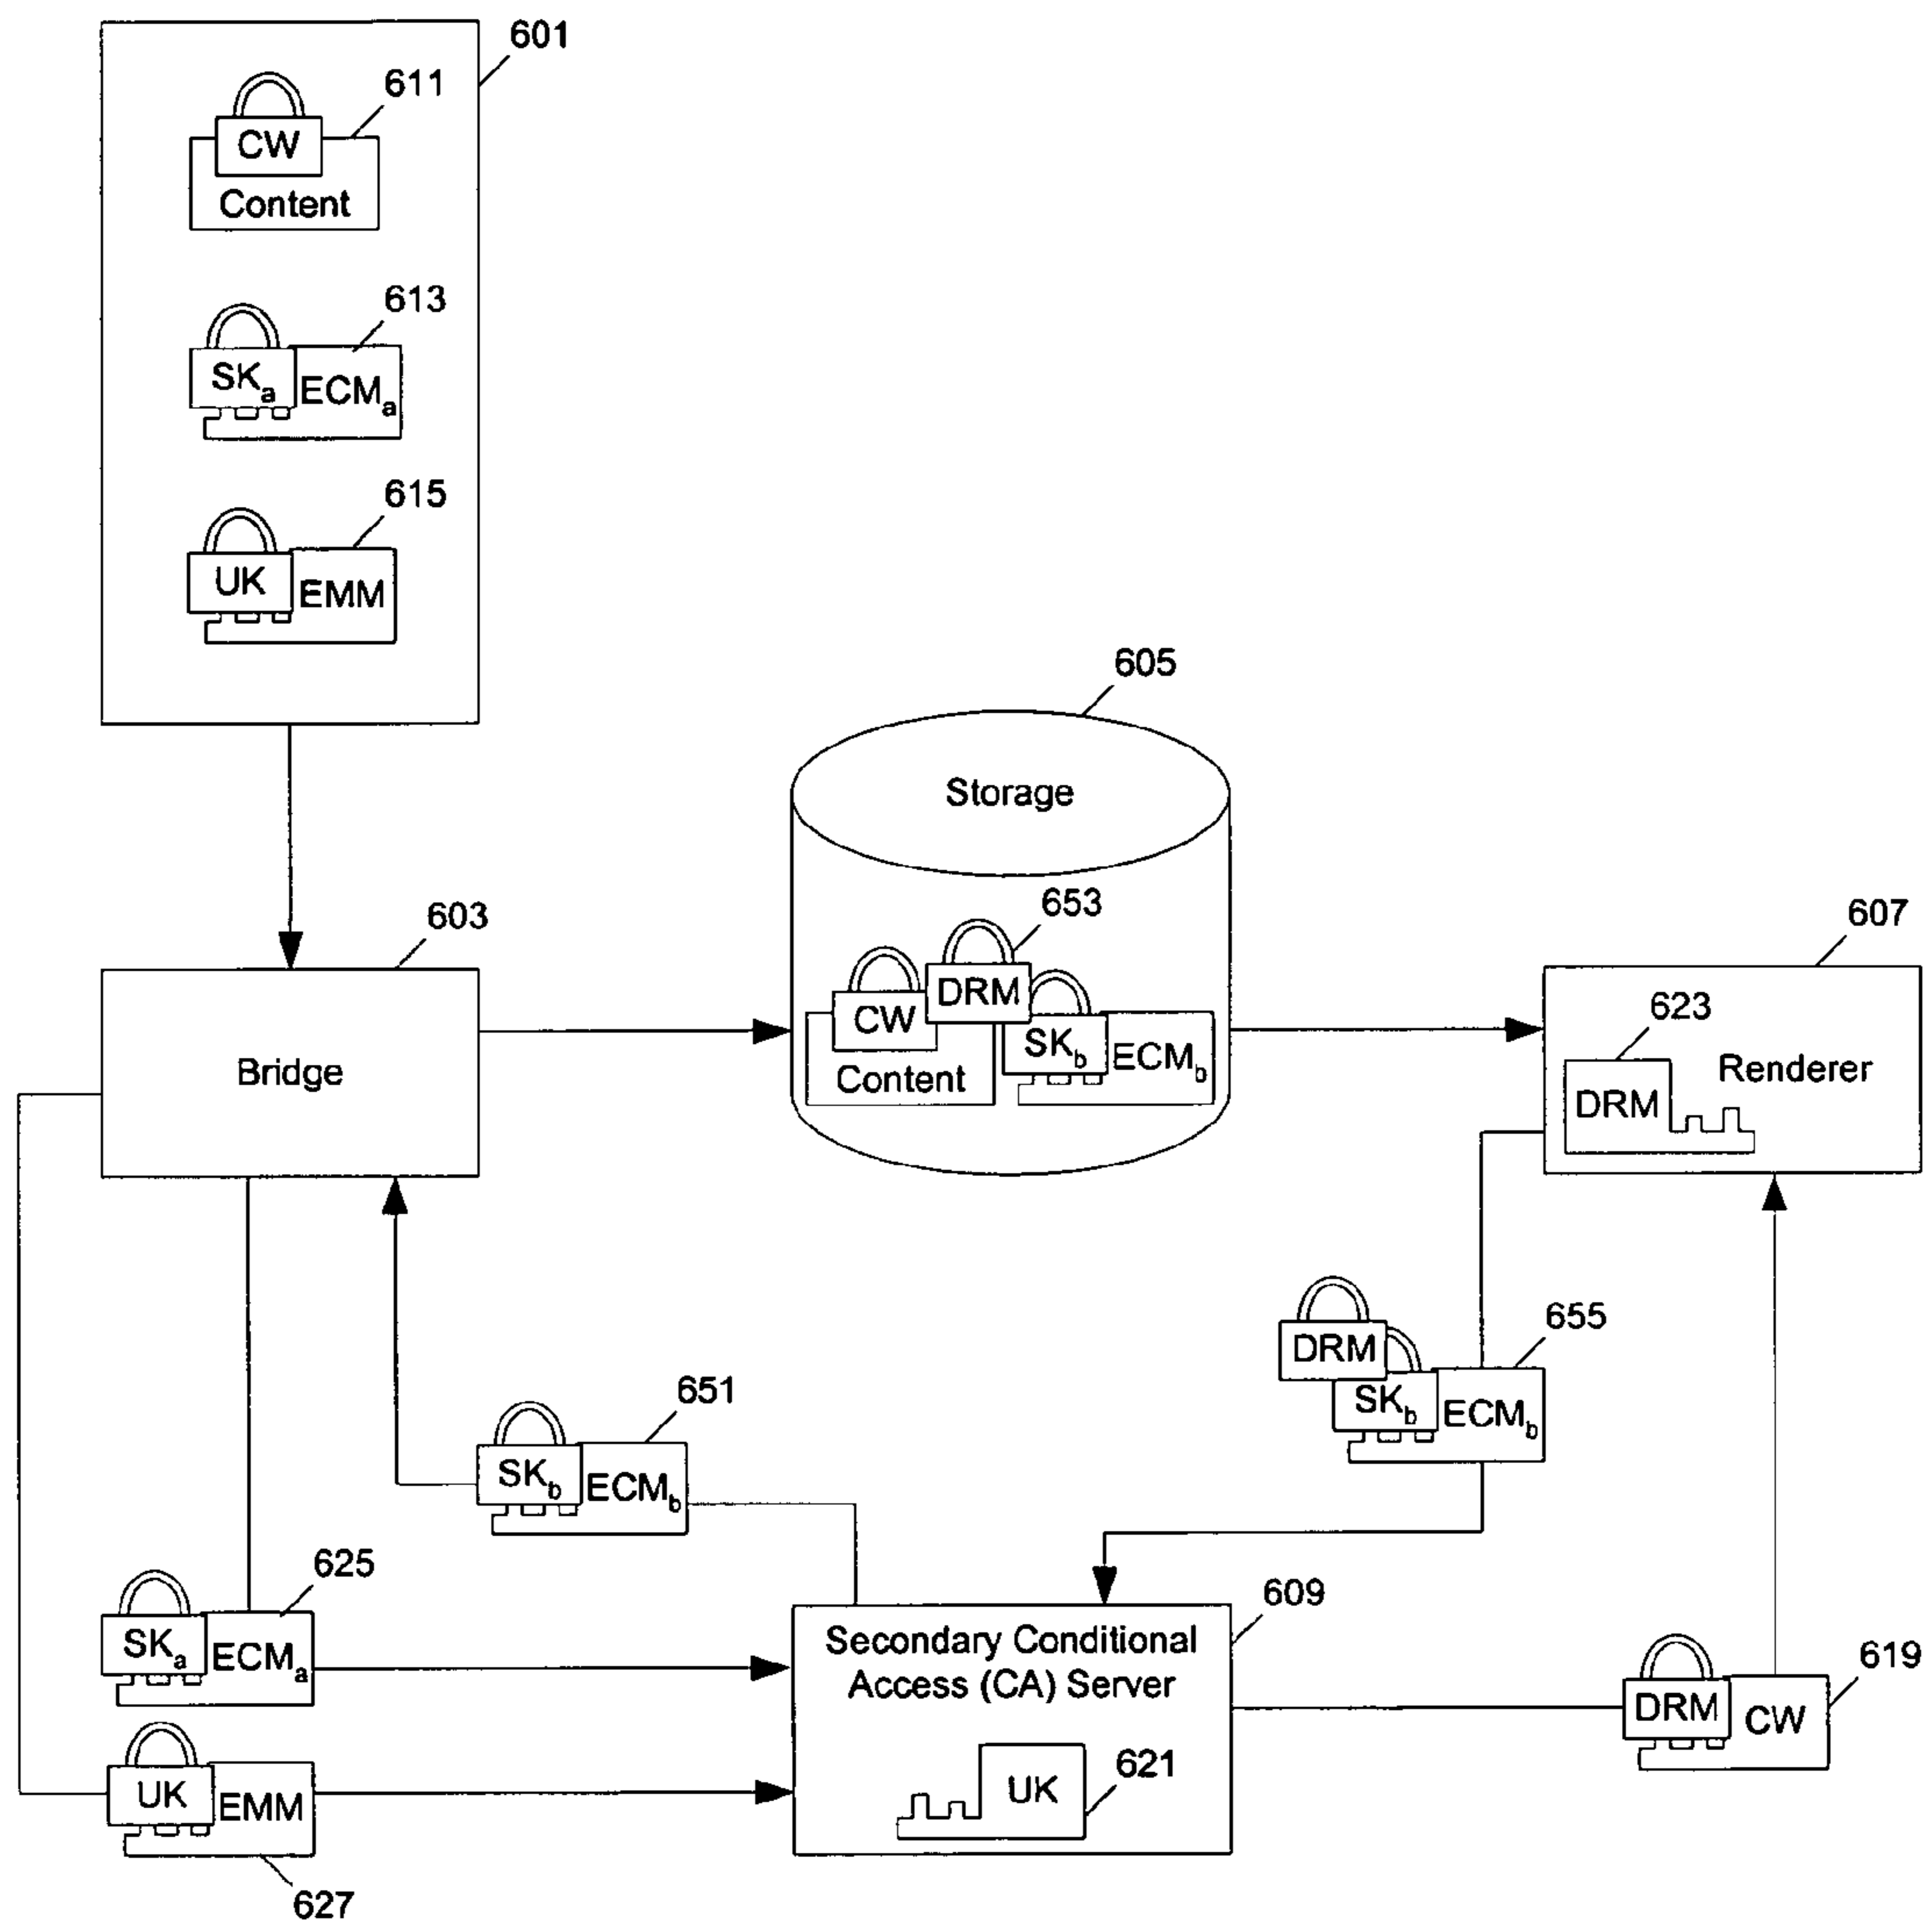 601
611
CW
Content
613
SKa
ECMa
615
UK
EMM
605
Storage
653
DRM
CW
SKb
ECMb
Content
603
Bridge
607
623
Renderer
DRM
655
DRM
SKb
ECMb
651
SKb
ECMb
625
SKa
ECMa
609
Secondary Conditional
Access (CA) Server
619
DRM
CW
621
UK
UK
EMM
627